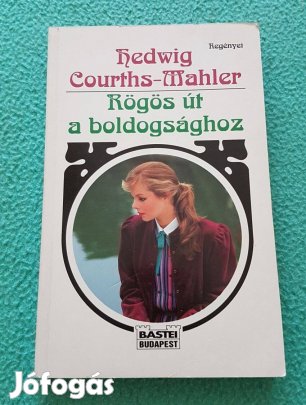 Regényei
Hedwig
Courths-Mahler
Rögös út
a boldogsághoz
BASTEI
BUDAPEST
Jófogás